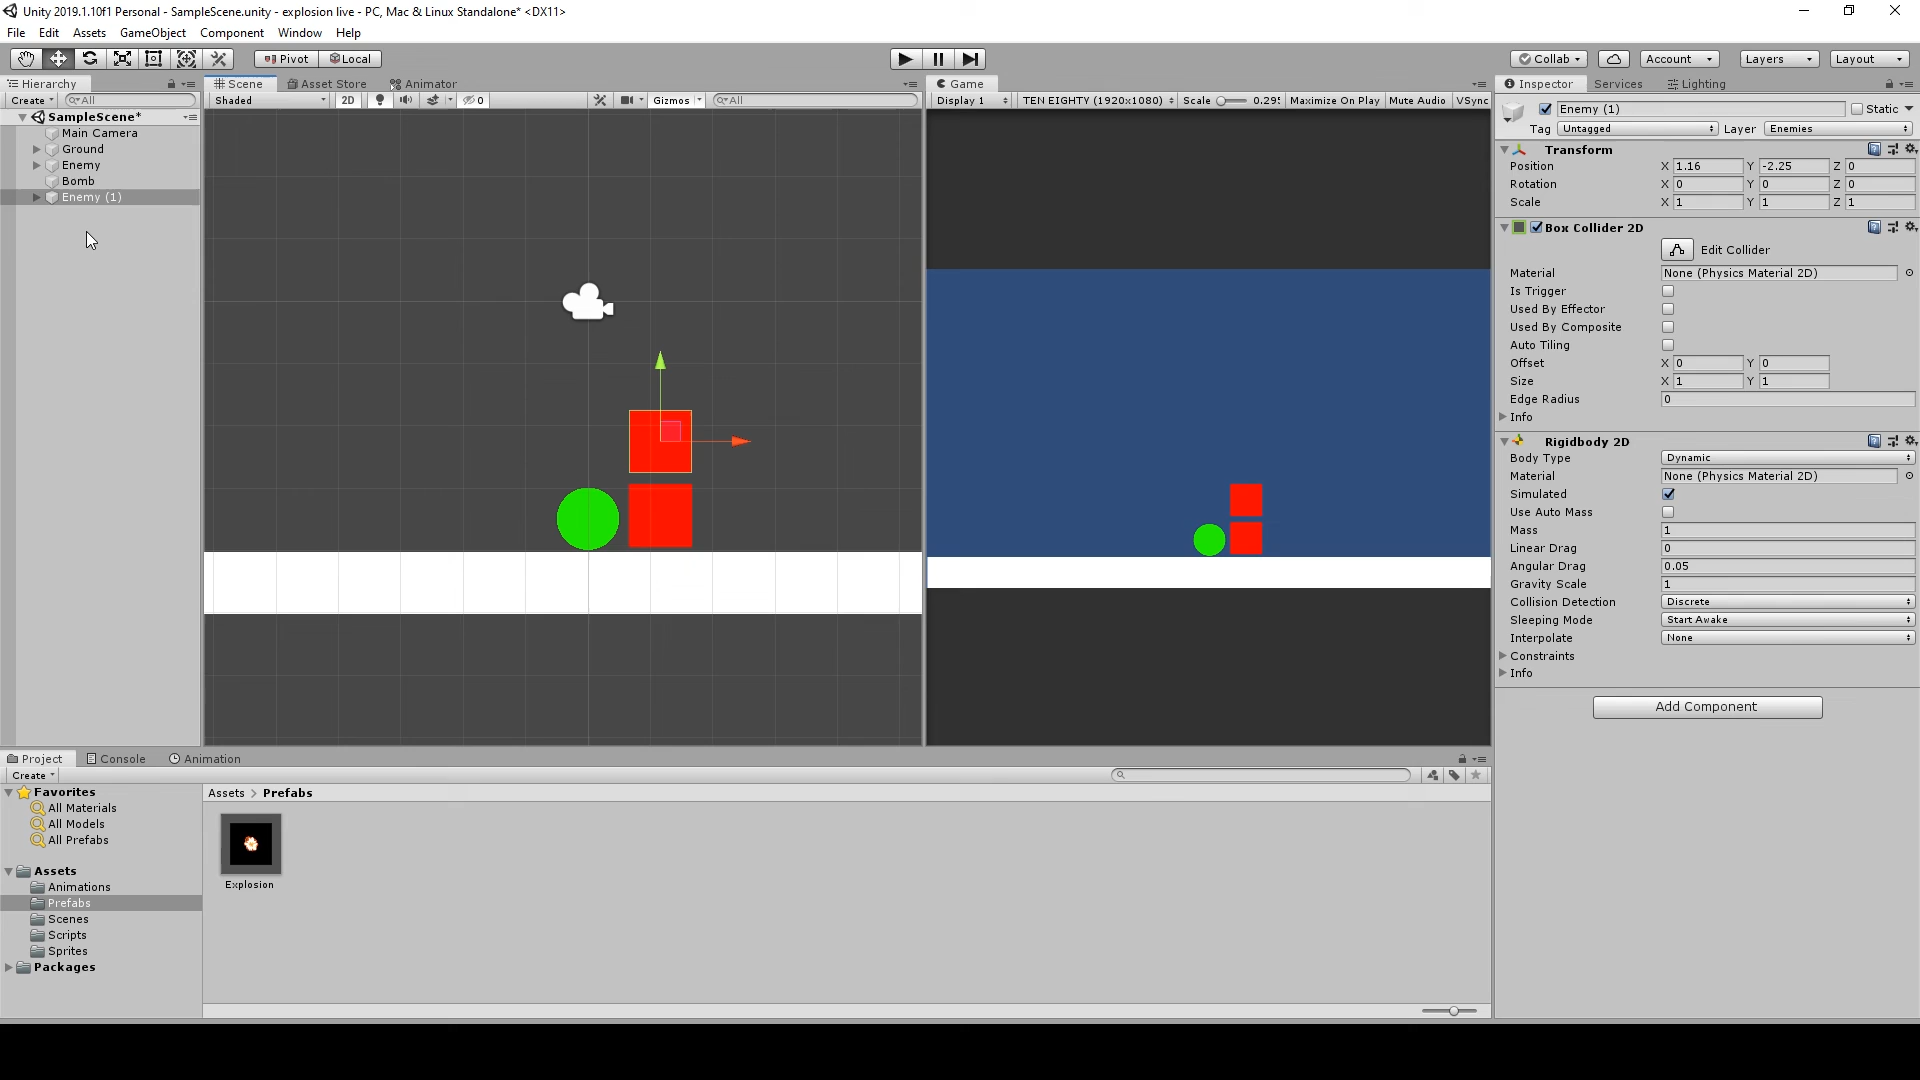 Unity 2019.1.10f1 Personal - SampleScene.unity - explosion live - PC, Mac & Linux Standalone* <DX11>
File Edit Assets GameObject Component Window Help
Pivot Local Collab Account Layers Layout
Hierarchy Scene Asset Store Animator Game Inspector Services Lighting
Create All Shaded 2D 0 Gizmos All Display 1 TEN EIGHTY (1920x1080) Scale 0.29! Maximize On Play Mute Audio VSync
SampleScene*
Main Camera
Ground
Enemy
Bomb
Enemy (1)
Enemy (1) Static
Tag Untagged Layer Enemies
Transform
Position X 1.16 Y -2.25 Z 0
Rotation X 0 Y 0 Z 0
Scale X 1 Y 1 Z 1
Box Collider 2D
Edit Collider
Material None (Physics Material 2D)
Is Trigger
Used By Effector
Used By Composite
Auto Tiling
Offset X 0 Y 0
Size X 1 Y 1
Edge Radius 0
Info
Rigidbody 2D
Body Type Dynamic
Material None (Physics Material 2D)
Simulated
Use Auto Mass
Mass 1
Linear Drag 0
Angular Drag 0.05
Gravity Scale 1
Collision Detection Discrete
Sleeping Mode Start Awake
Interpolate None
Constraints
Info
Add Component
Project Console Animation
Create
Favorites
All Materials
All Models
All Prefabs
Assets
Animations
Prefabs
Scenes
Scripts
Sprites
Packages
Assets > Prefabs
Explosion